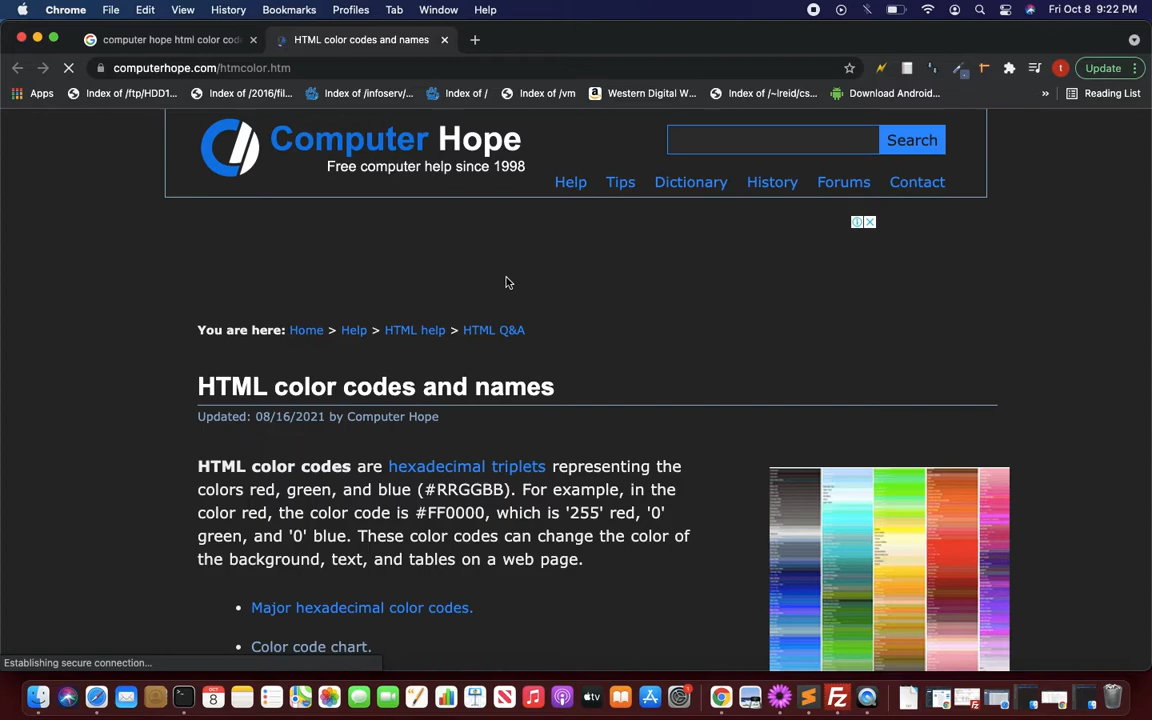 Chrome File Edit View History Bookmarks Profiles Tab Window Help Fri Oct 8 9:22 PM
computer hope html color cod HTML color codes and names
computerhope.com/htmcolor.htm t Update
Apps Index of /ftp/HDD1... Index of /2016/fil... Index of /infoserv/... Index of / Index of /vm Western Digital W... Index of /~lreid/cs... Download Android... » Reading List
Computer Hope
Free computer help since 1998
Search
Help Tips Dictionary History Forums Contact
You are here: Home > Help > HTML help > HTML Q&A
HTML color codes and names
Updated: 08/16/2021 by Computer Hope
HTML color codes are hexadecimal triplets representing the
colors red, green, and blue (#RRGGBB). For example, in the
color red, the color code is #FF0000, which is '255' red, '0'
green, and '0' blue. These color codes can change the color of
the background, text, and tables on a web page.
• Major hexadecimal color codes.
• Color code chart.
Establishing secure connection...
OCT
8
tv
1